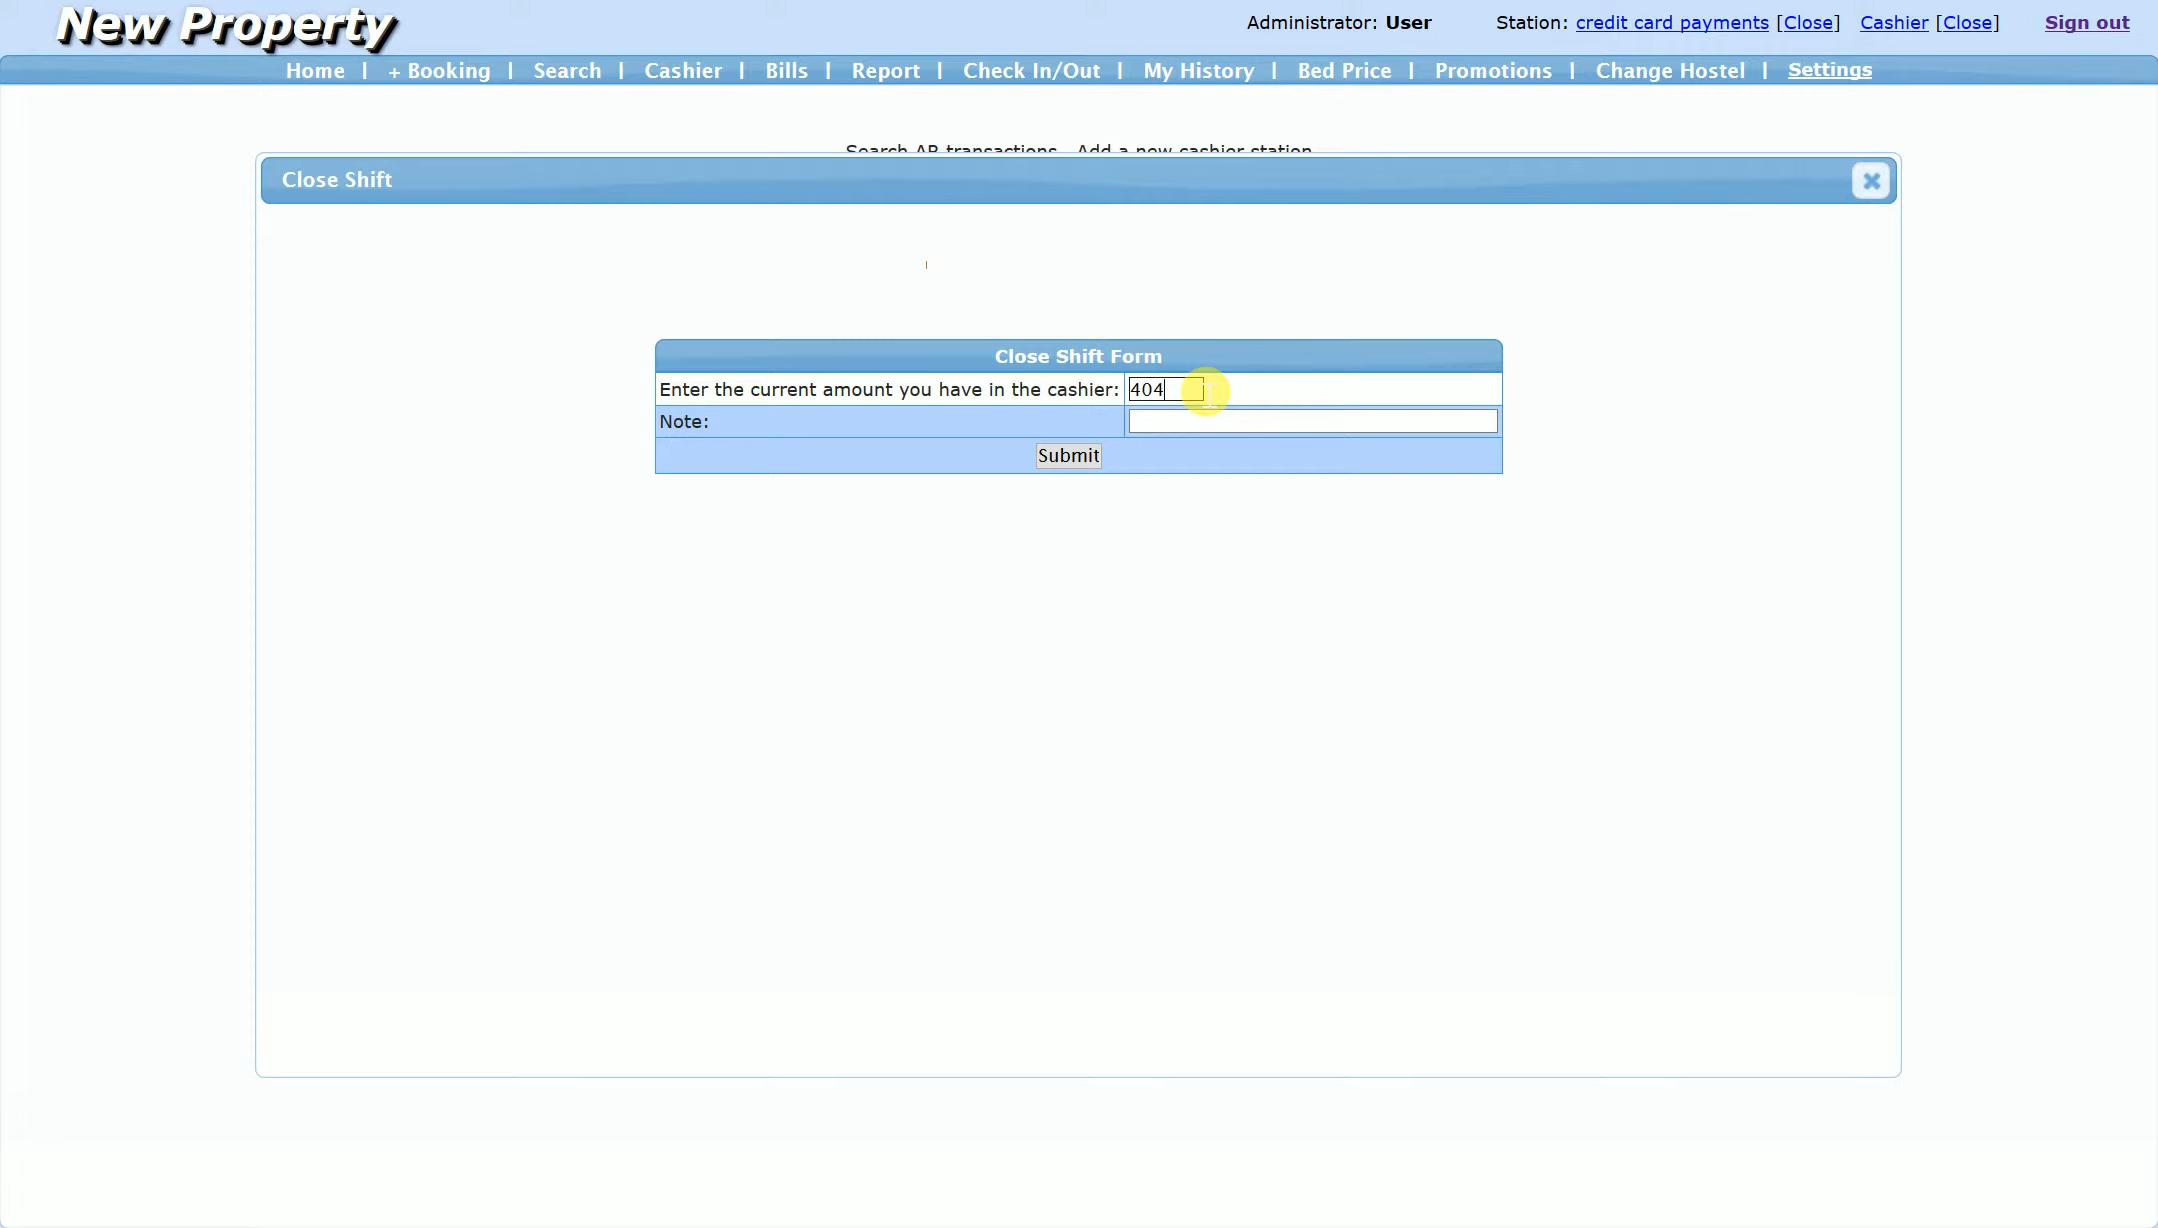 New Property
Administrator: User Station: credit card payments [Close] Cashier [Close] Sign out
Home | + Booking | Search | Cashier | Bills | Report | Check In/Out | My History | Bed Price | Promotions | Change Hostel | Settings
Search AR transactions Add a new cashier station
Close Shift
Close Shift Form
Enter the current amount you have in the cashier: 404
Note:
Submit